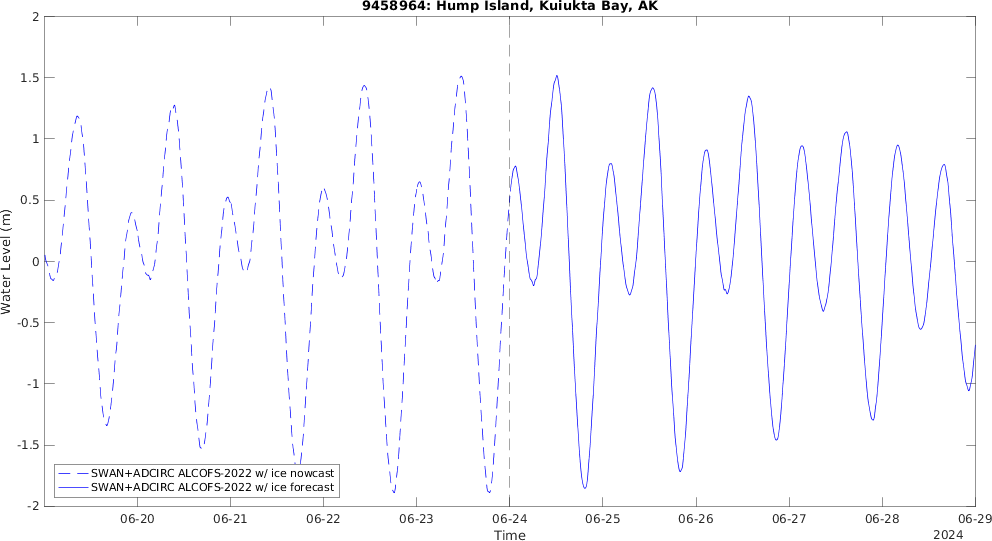 9458964: Hump Island, Kuiukta Bay, AK
2
1.5
1
0.5
0
-0.5
-1
-1.5
-2
Water Level (m)
SWAN+ADCIRC ALCOFS-2022 w/ ice nowcast
SWAN+ADCIRC ALCOFS-2022 w/ ice forecast
06-20 06-21 06-22 06-23 06-24 06-25 06-26 06-27 06-28 06-29
Time
2024